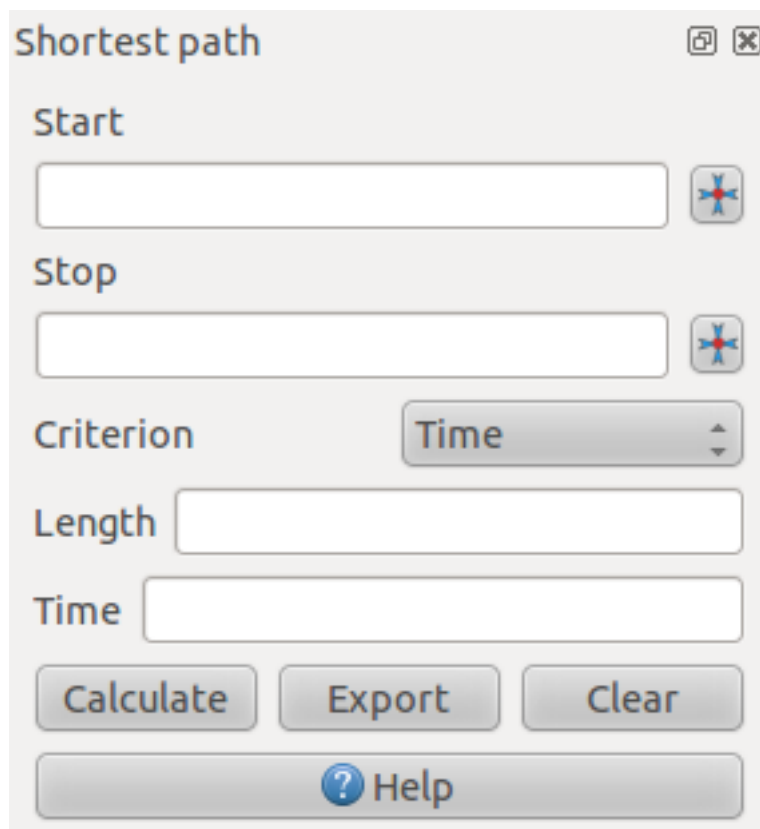 Shortest path
Start
Stop
Criterion Time
Length
Time
Calculate Export Clear
? Help